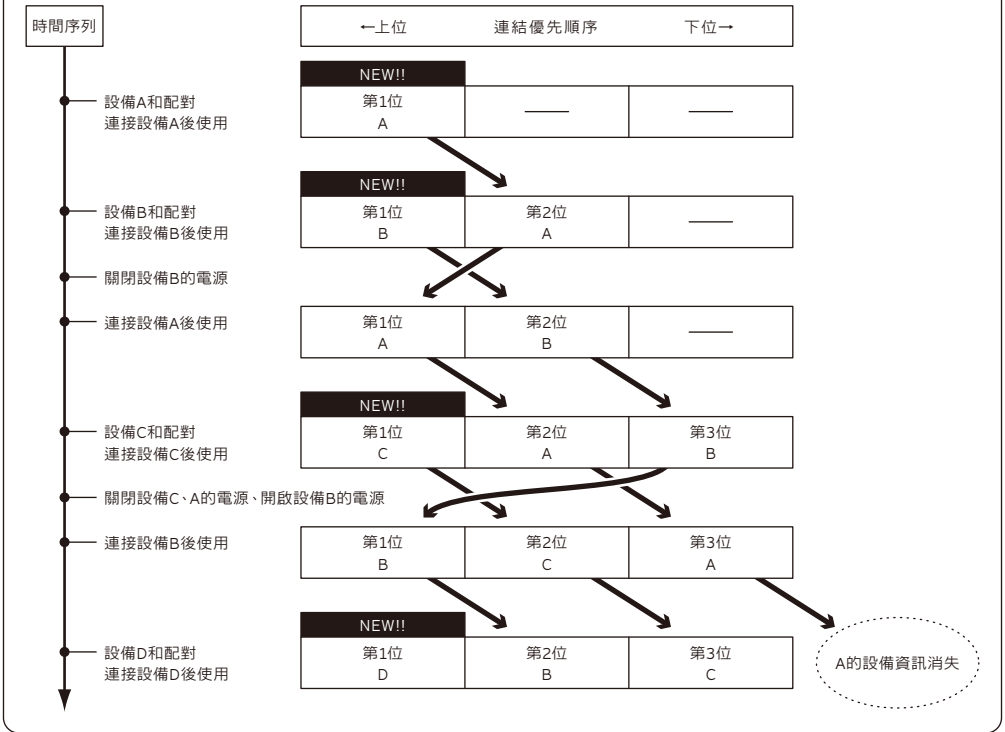 時間序列
←上位 連結優先順序 下位→
NEW!!
設備A和配對
連接設備A後使用
第1位
A
NEW!!
設備B和配對
連接設備B後使用
第1位 第2位
B A
關閉設備B的電源
連接設備A後使用
第1位 第2位
A B
NEW!!
設備C和配對
連接設備C後使用
第1位 第2位 第3位
C A B
關閉設備C、A的電源、開啟設備B的電源
連接設備B後使用
第1位 第2位 第3位
B C A
NEW!!
設備D和配對
連接設備D後使用
第1位 第2位 第3位
D B C
A的設備資訊消失